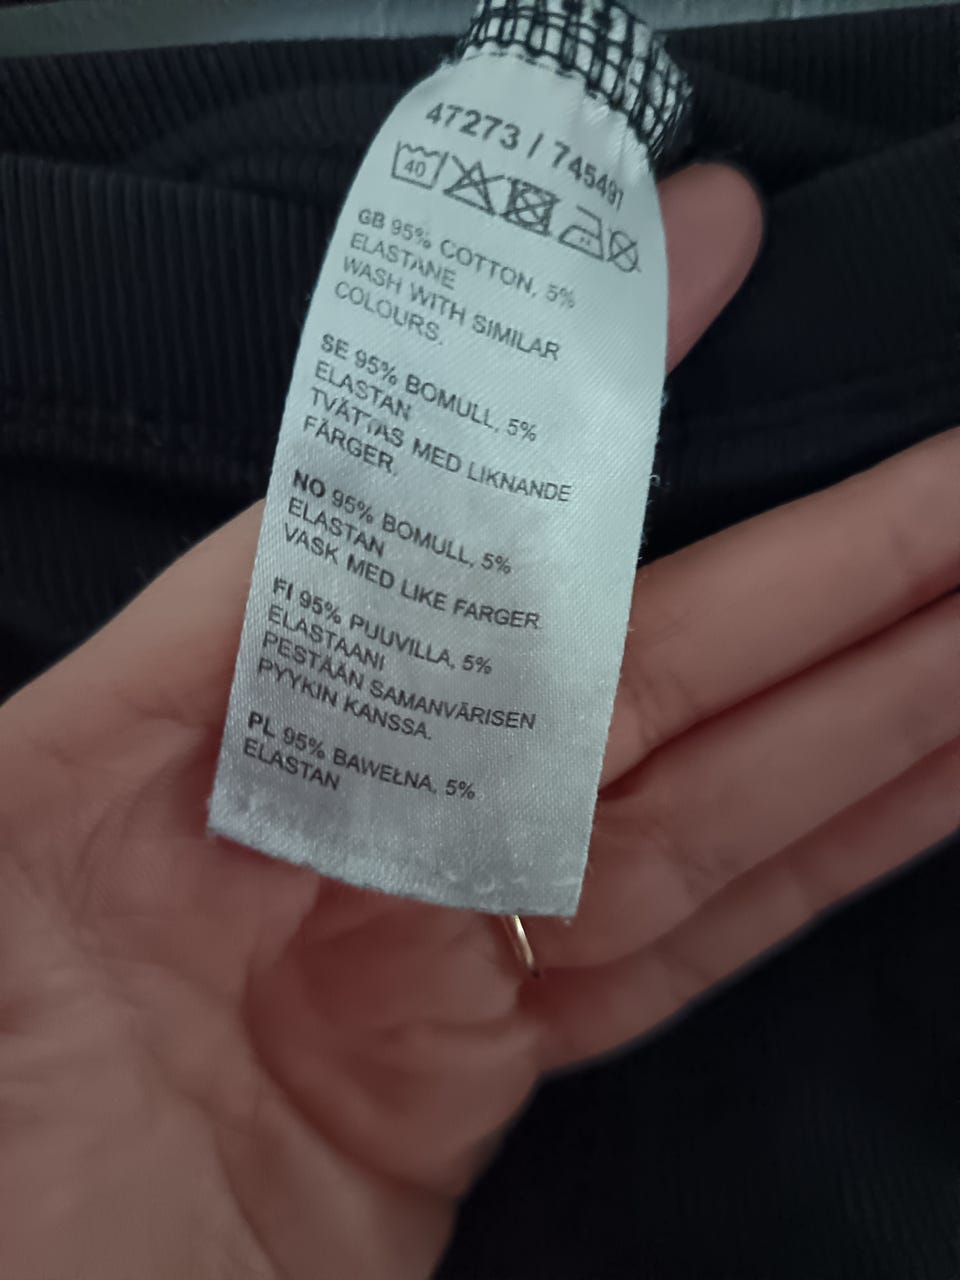 47273 / 745491
40
GB 95% COTTON, 5%
ELASTANE
WASH WITH SIMILAR
COLOURS.
SE 95% BOMULL, 5%
ELASTAN
TVÄTTAS MED LIKNANDE
FÄRGER.
NO 95% BOMULL, 5%
ELASTAN
VASK MED LIKE FARGER.
FI 95% PUUVILLA, 5%
ELASTAANI
PESTÄÄN SAMANVÄRISEN
PYYKIN KANSSA.
PL 95% BAWEŁNA, 5%
ELASTAN